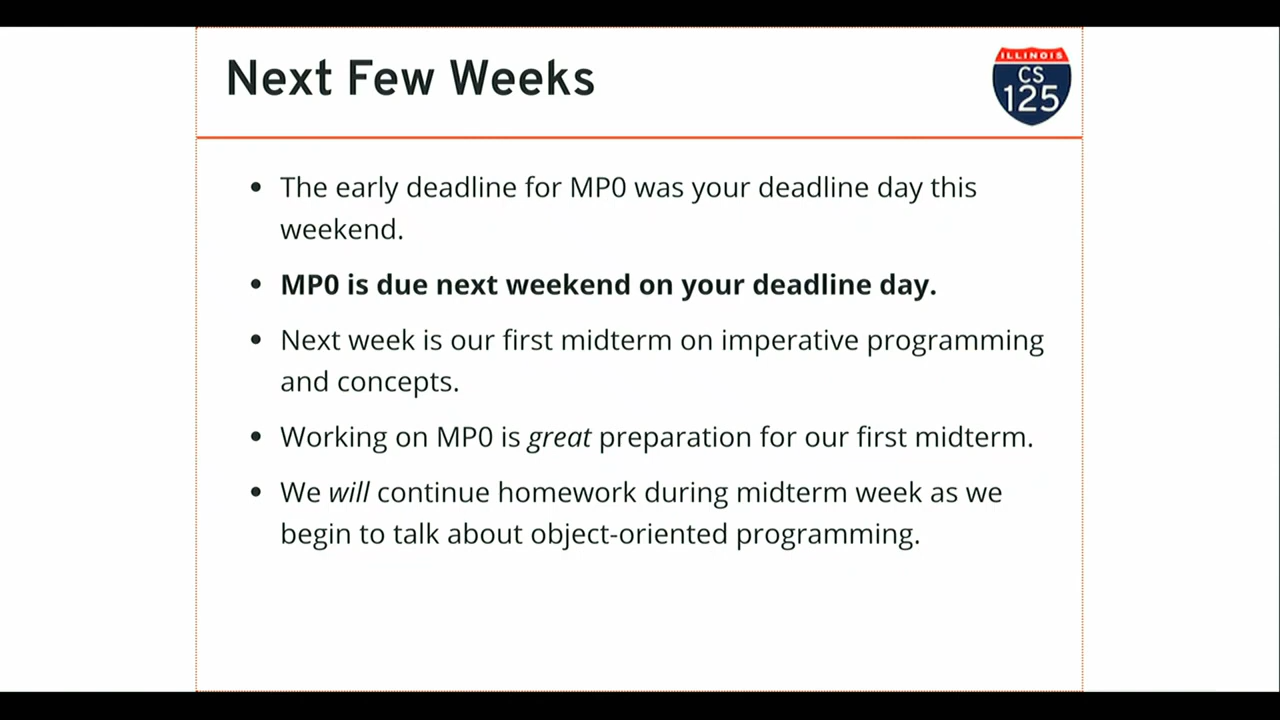 Next Few Weeks
ILLINOIS
CS
125
• The early deadline for MP0 was your deadline day this
weekend.
• MP0 is due next weekend on your deadline day.
• Next week is our first midterm on imperative programming
and concepts.
• Working on MP0 is great preparation for our first midterm.
• We will continue homework during midterm week as we
begin to talk about object-oriented programming.